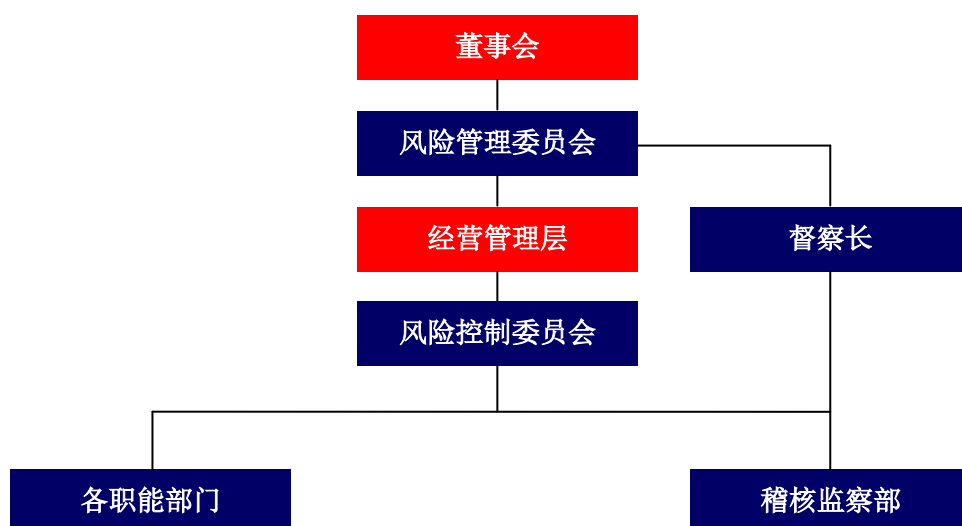 董事会
风险管理委员会
经营管理层
督察长
风险控制委员会
各职能部门
稽核监察部